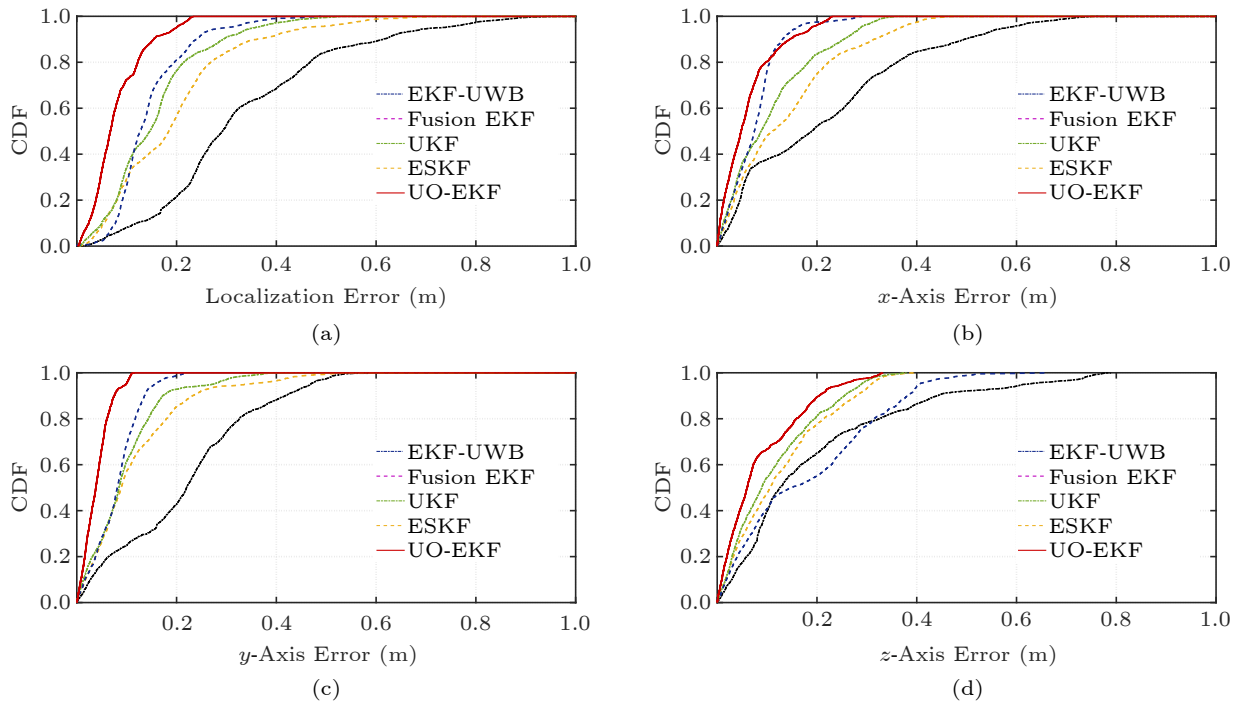 1.0
0.8
0.6
0.4
0.2
0.0
CDF
0.2 0.4 0.6 0.8 1.0
Localization Error (m)
EKF-UWB
Fusion EKF
UKF
ESKF
UO-EKF
(a)
1.0
0.8
0.6
0.4
0.2
0.0
CDF
0.2 0.4 0.6 0.8 1.0
x-Axis Error (m)
EKF-UWB
Fusion EKF
UKF
ESKF
UO-EKF
(b)
1.0
0.8
0.6
0.4
0.2
0.0
CDF
0.2 0.4 0.6 0.8 1.0
y-Axis Error (m)
EKF-UWB
Fusion EKF
UKF
ESKF
UO-EKF
(c)
1.0
0.8
0.6
0.4
0.2
0.0
CDF
0.2 0.4 0.6 0.8 1.0
z-Axis Error (m)
EKF-UWB
Fusion EKF
UKF
ESKF
UO-EKF
(d)